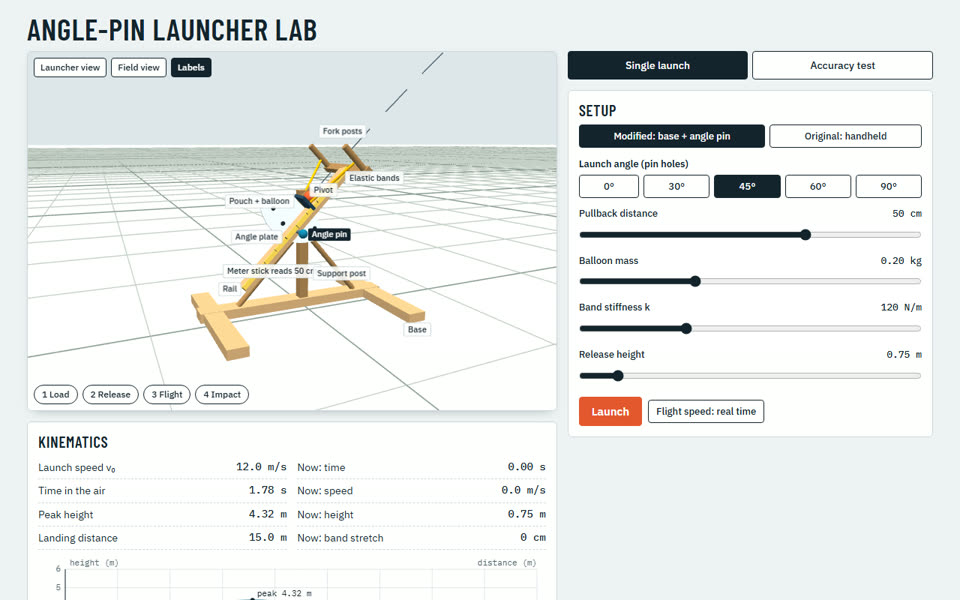 ANGLE-PIN LAUNCHER LAB
Launcher view
Field view
Labels
Fork posts
Elastic bands
Pivot
Pouch + balloon
Angle plate
Angle pin
Meter stick reads 50 cm
Support post
Rail
Base
1 Load
2 Release
3 Flight
4 Impact
Single launch
Accuracy test
SETUP
Modified: base + angle pin
Original: handheld
Launch angle (pin holes)
0°
30°
45°
60°
90°
Pullback distance 50 cm
Balloon mass 0.20 kg
Band stiffness k 120 N/m
Release height 0.75 m
Launch
Flight speed: real time
KINEMATICS
Launch speed v₀ 12.0 m/s
Now: time 0.00 s
Time in the air 1.78 s
Now: speed 0.0 m/s
Peak height 4.32 m
Now: height 0.75 m
Landing distance 15.0 m
Now: band stretch 0 cm
height (m)
distance (m)
6
5
peak 4.32 m